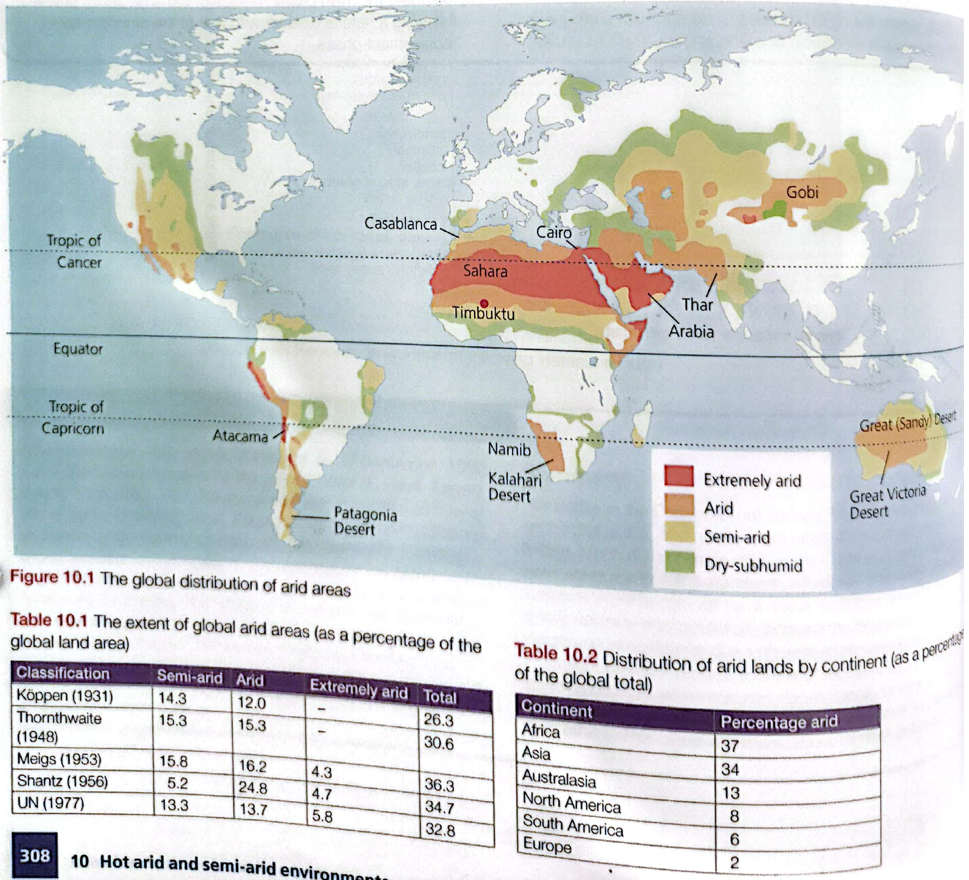 Casablanca
Cairo
Gobi
Tropic of
Cancer
Sahara
Timbuktu
Thar
Arabia
Equator
Tropic of
Capricorn
Atacama
Great (Sandy) Desert
Namib
Kalahari
Desert
Great Victoria
Desert
Patagonia
Desert
Extremely arid
Arid
Semi-arid
Dry-subhumid
Figure 10.1 The global distribution of arid areas
Table 10.1 The extent of global arid areas (as a percentage of the
global land area)
Classification Semi-arid Arid Extremely arid Total
Köppen (1931) 14.3 12.0 – 26.3
Thornthwaite
(1948) 15.3 15.3 – 30.6
Meigs (1953) 15.8 16.2 4.3 36.3
Shantz (1956) 5.2 24.8 4.7 34.7
UN (1977) 13.3 13.7 5.8 32.8
Table 10.2 Distribution of arid lands by continent (as a percentage
of the global total)
Continent Percentage arid
Africa 37
Asia 34
Australasia 13
North America 8
South America 6
Europe 2
308 10 Hot arid and semi-arid environments